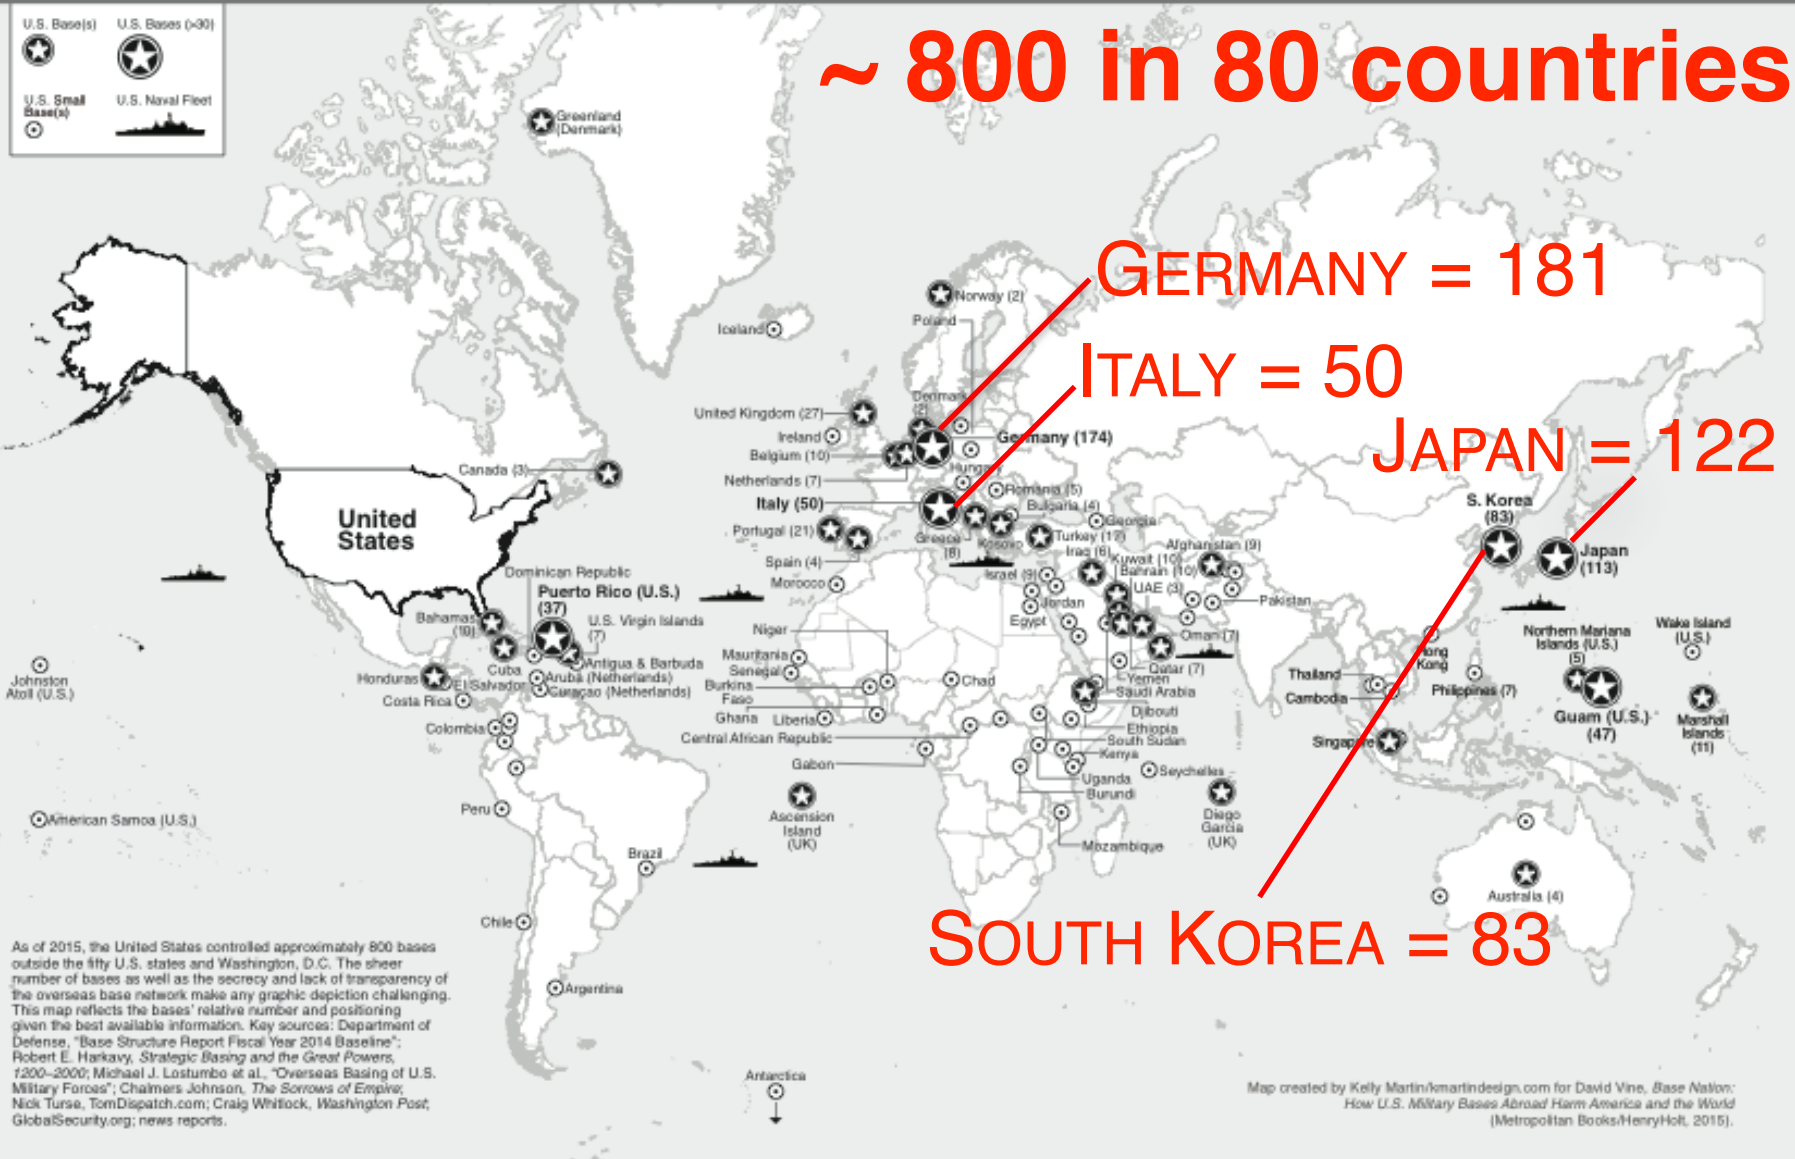 U.S. Base(s)
U.S. Bases (>30)
U.S. Small
Base(s)
U.S. Naval Fleet
~ 800 in 80 countries
Greenland
(Denmark)
GERMANY = 181
ITALY = 50
JAPAN = 122
SOUTH KOREA = 83
Norway (2)
Poland
Iceland
Denmark
(2)
United Kingdom (27)
Ireland
Germany (174)
Belgium (10)
Hungary
Netherlands (7)
Romania (5)
Italy (50)
Bulgaria (4)
Georgia
Portugal (21)
Greece
(8)
Kosovo
Turkey (17)
Spain (4)
Iraq (6)
Kuwait (10)
Afghanistan (9)
Morocco
Israel (9)
Bahrain (10)
UAE (3)
Jordan
Pakistan
Egypt
Oman (7)
Qatar (7)
Yemen
Saudi Arabia
Canada (3)
United
States
Dominican Republic
Puerto Rico (U.S.)
(37)
Bahamas
U.S. Virgin Islands
(7)
Cuba
Antigua & Barbuda
Honduras
El Salvador
Aruba (Netherlands)
Costa Rica
Curaçao (Netherlands)
Colombia
Johnston
Atoll (U.S.)
American Samoa (U.S.)
Peru
Brazil
Chile
Argentina
Antarctica
Niger
Mauritania
Senegal
Burkina
Faso
Chad
Ghana
Liberia
Central African Republic
Gabon
Djibouti
Ethiopia
South Sudan
Kenya
Uganda
Burundi
Seychelles
Mozambique
Ascension
Island
(UK)
Diego
Garcia
(UK)
S. Korea
(83)
Japan
(113)
Northern Mariana
Islands (U.S.)
(5)
Wake Island
(U.S.)
Hong
Kong
Thailand
Cambodia
Philippines (7)
Guam (U.S.)
(47)
Marshall
Islands
(11)
Singapore
Australia (4)
As of 2015, the United States controlled approximately 800 bases
outside the fifty U.S. states and Washington, D.C. The sheer
number of bases as well as the secrecy and lack of transparency of
the overseas base network make any graphic depiction challenging.
This map reflects the bases' relative number and positioning
given the best available information. Key sources: Department of
Defense, "Base Structure Report Fiscal Year 2014 Baseline";
Robert E. Harkavy, Strategic Basing and the Great Powers,
1200–2000; Michael J. Lostumbo et al., "Overseas Basing of U.S.
Military Forces"; Chalmers Johnson, The Sorrows of Empire;
Nick Turse, TomDispatch.com; Craig Whitlock, Washington Post;
GlobalSecurity.org; news reports.
Map created by Kelly Martin/kmartindesign.com for David Vine, Base Nation:
How U.S. Military Bases Abroad Harm America and the World
(Metropolitan Books/HenryHolt, 2015).